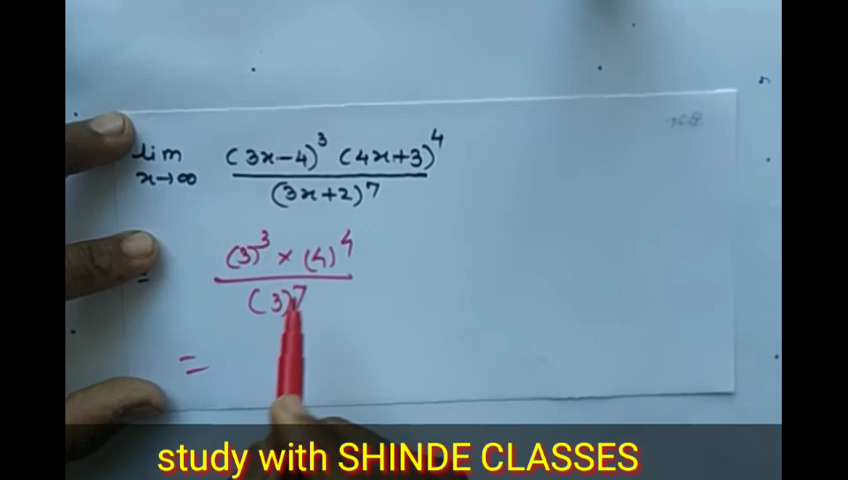 lim (3x-4)³ (4x+3)⁴
x→∞ (3x+2)⁷
= (3)³ × (4)⁴
(3)⁷
=
study with SHINDE CLASSES